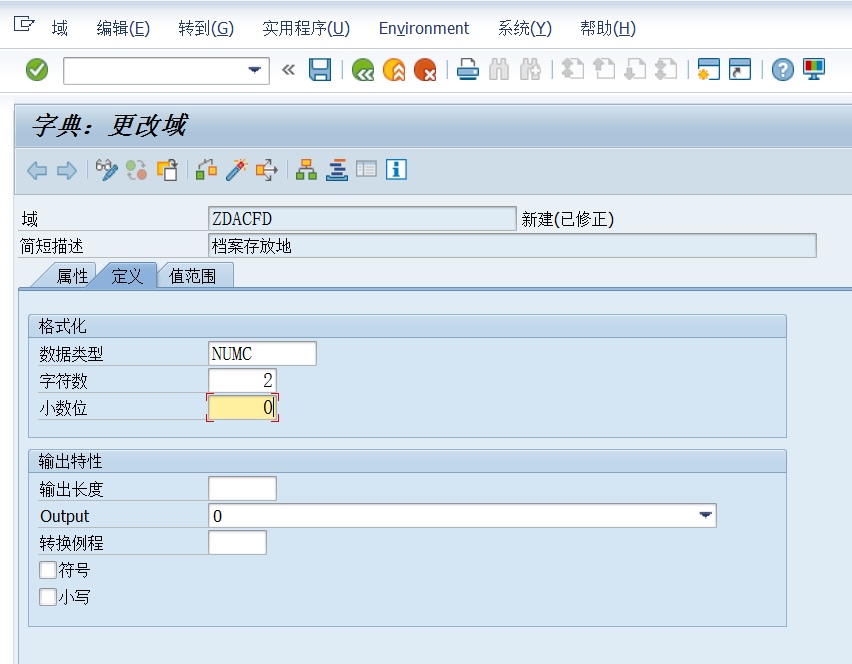 域 编辑(E) 转到(G) 实用程序(U) Environment 系统(Y) 帮助(H)
字典：更改域
域 ZDACFD 新建(已修正)
简短描述 档案存放地
属性 定义 值范围
格式化
数据类型 NUMC
字符数 2
小数位 0
输出特性
输出长度
Output 0
转换例程
符号
小写